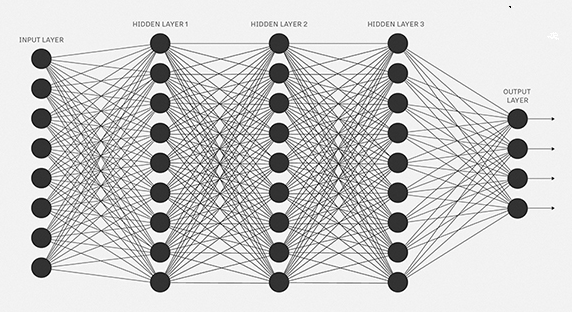 HIDDEN LAYER 1
HIDDEN LAYER 2
HIDDEN LAYER 3
INPUT LAYER
OUTPUT
LAYER